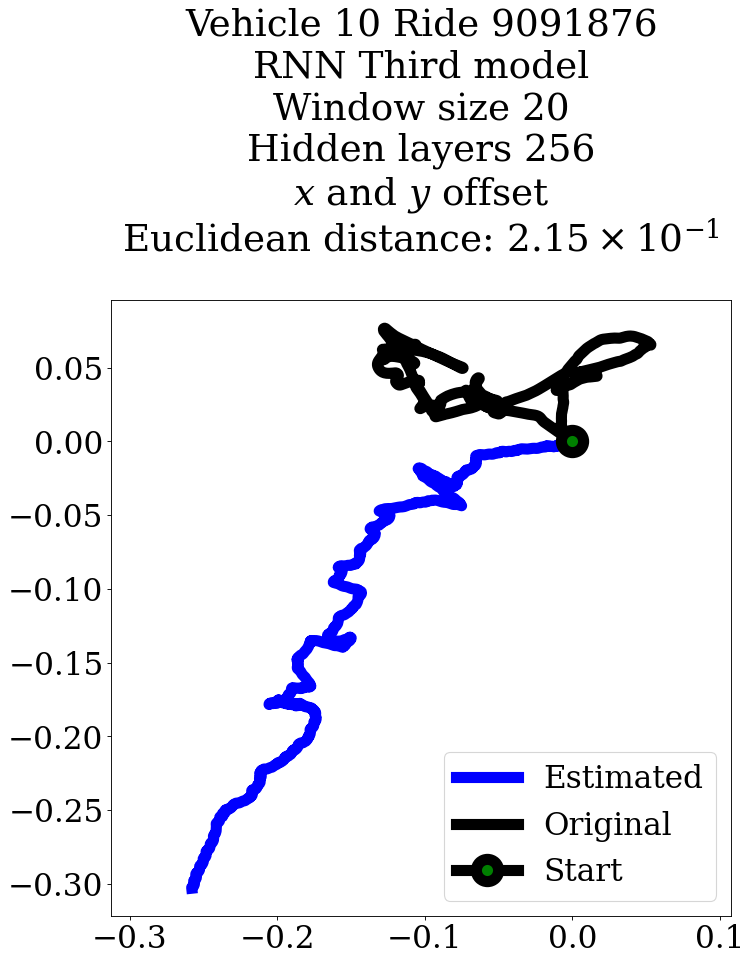 Vehicle 10 Ride 9091876
RNN Third model
Window size 20
Hidden layers 256
x and y offset
Euclidean distance: 2.15 × 10⁻¹
0.05
0.00
−0.05
−0.10
−0.15
−0.20
−0.25
−0.30
Estimated
Original
Start
−0.3
−0.2
−0.1
0.0
0.1